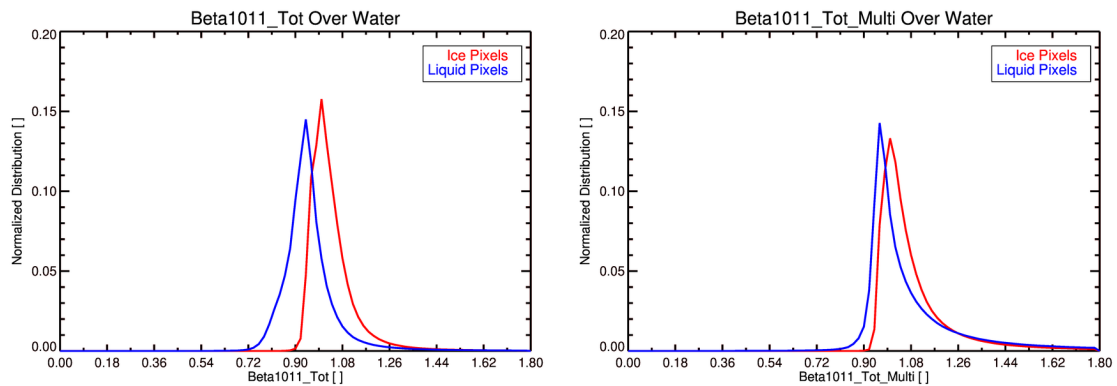 Beta1011_Tot Over Water
0.20
0.15
0.10
0.05
0.00
Normalized Distribution [ ]
Ice Pixels
Liquid Pixels
0.00 0.18 0.36 0.54 0.72 0.90 1.08 1.26 1.44 1.62 1.80
Beta1011_Tot [ ]
Beta1011_Tot_Multi Over Water
0.20
0.15
0.10
0.05
0.00
Normalized Distribution [ ]
Ice Pixels
Liquid Pixels
0.00 0.18 0.36 0.54 0.72 0.90 1.08 1.26 1.44 1.62 1.80
Beta1011_Tot_Multi [ ]